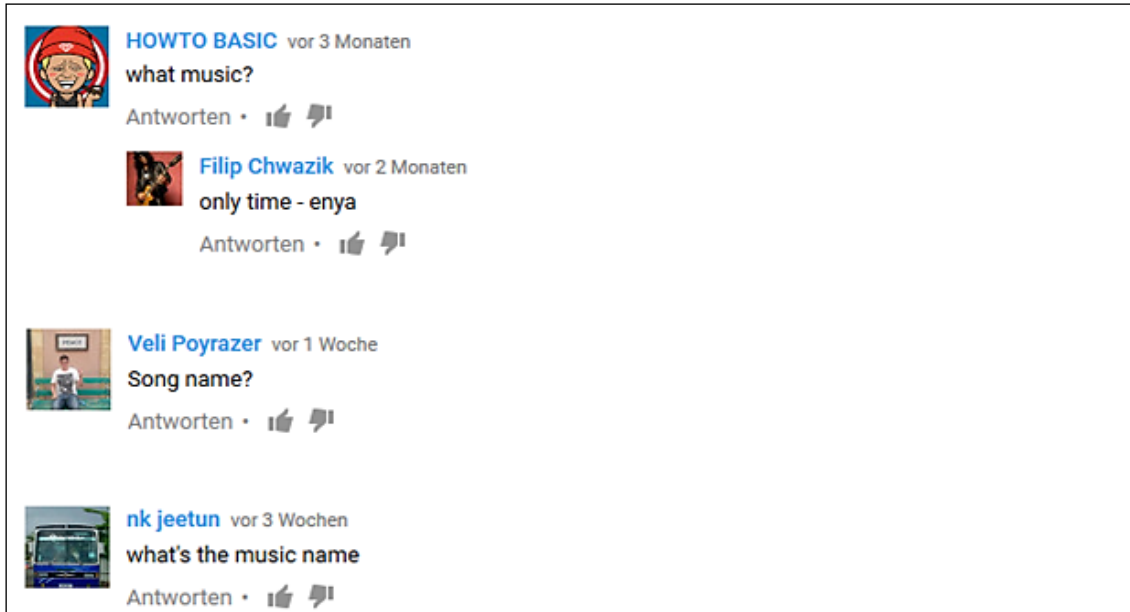 HOWTO BASIC vor 3 Monaten
what music?
Antworten •
Filip Chwazik vor 2 Monaten
only time - enya
Antworten •
Veli Poyrazer vor 1 Woche
Song name?
Antworten •
nk jeetun vor 3 Wochen
what's the music name
Antworten •